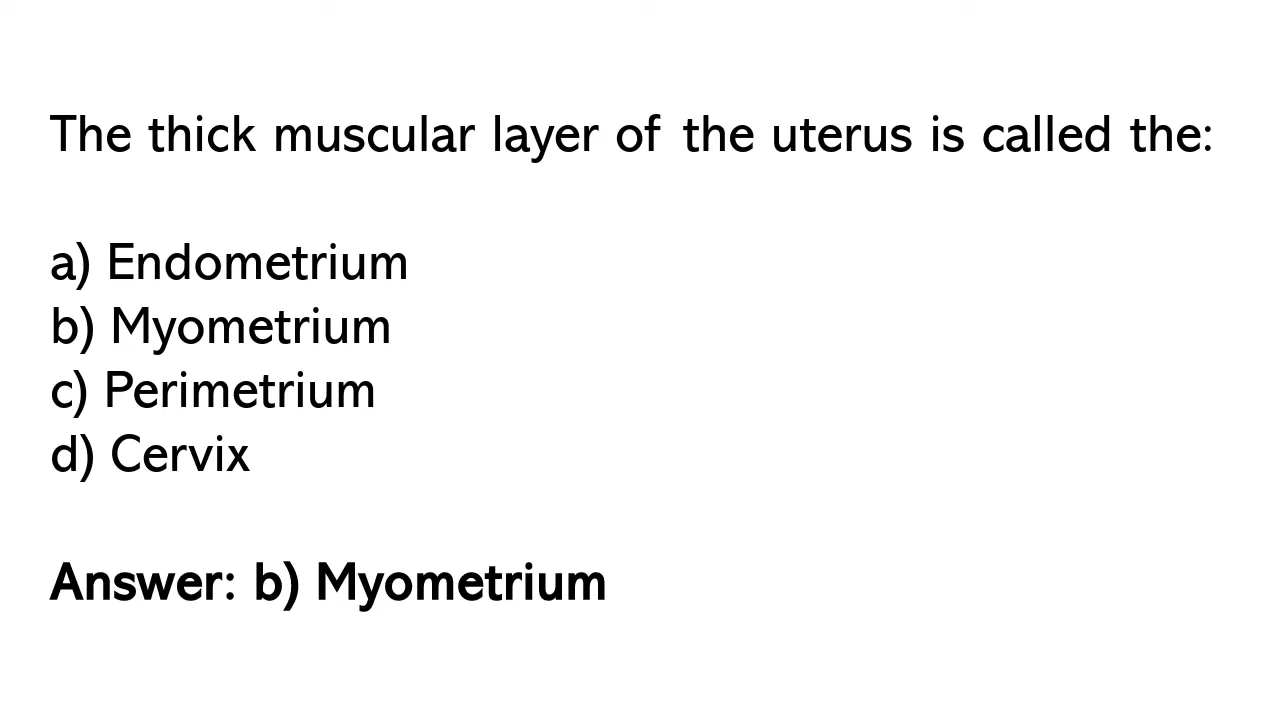 The thick muscular layer of the uterus is called the:
a) Endometrium
b) Myometrium
c) Perimetrium
d) Cervix
Answer: b) Myometrium